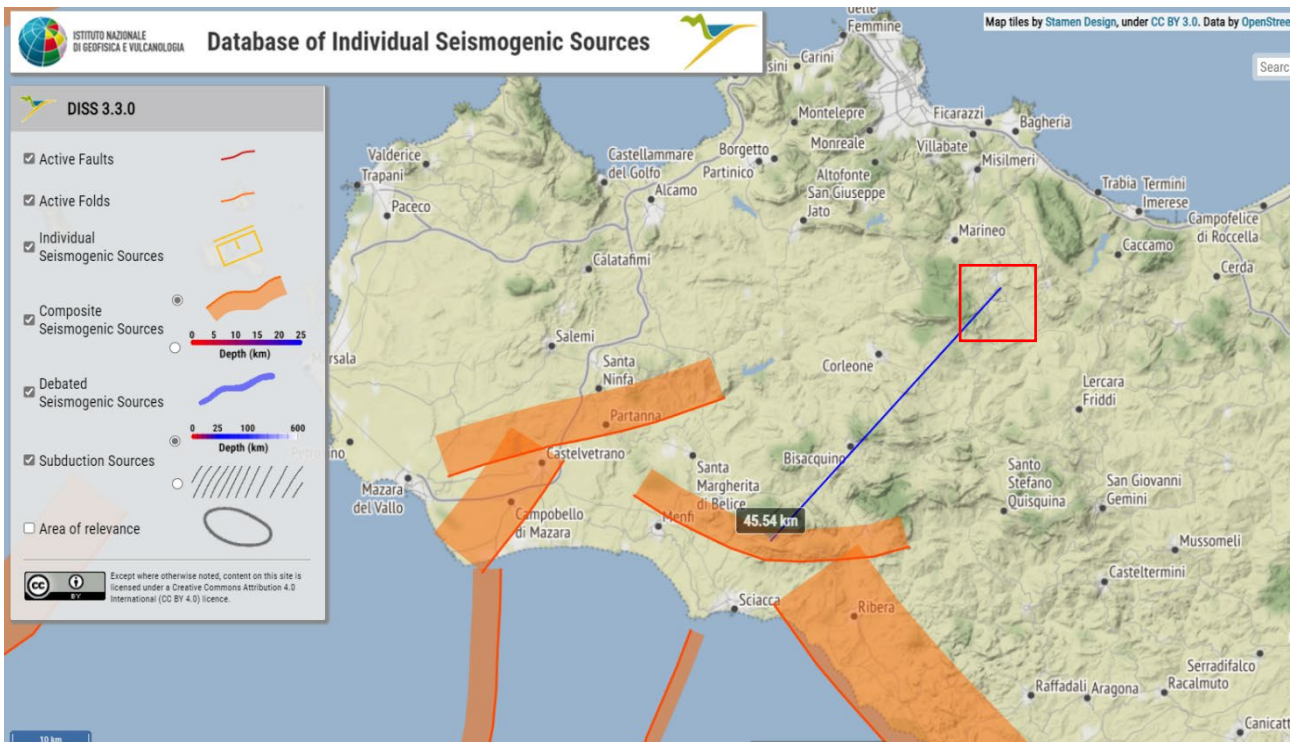 delle
Femmine
Map tiles by Stamen Design, under CC BY 3.0. Data by OpenStree
ISTITUTO NAZIONALE
DI GEOFISICA E VULCANOLOGIA
Database of Individual Seismogenic Sources
sini
Carini
Searc
DISS 3.3.0
Active Faults
Active Folds
Individual
Seismogenic Sources
Composite
Seismogenic Sources
0 5 10 15 20 25
Depth (km)
Debated
Seismogenic Sources
0 25 100 600
Depth (km)
Subduction Sources
Area of relevance
CC BY
Except where otherwise noted, content on this site is
licensed under a Creative Commons Attribution 4.0
International (CC BY 4.0) licence.
Montelepre
Ficarazzi
Bagheria
Monreale
Villabate
Misilmeri
Valderice
Trapani
Castellammare
del Golfo
Borgetto
Partinico
Altofonte
San Giuseppe
Jato
Alcamo
Paceco
Trabia
Termini
Imerese
Campofelice
di Roccella
Marineo
Caccamo
Calatafimi
Cerda
Salemi
arsala
Santa
Ninfa
Corleone
Lercara
Friddi
Partanna
Castelvetrano
Bisacquino
Santa
Margherita
di Belice
Santo
Stefano
Quisquina
San Giovanni
Gemini
Mazara
del Vallo
Campobello
di Mazara
Menfi
45.54 km
Mussomeli
Casteltermini
Sciacca
Ribera
Serradifalco
Raffadali
Aragona
Racalmuto
Canicatt
10 km